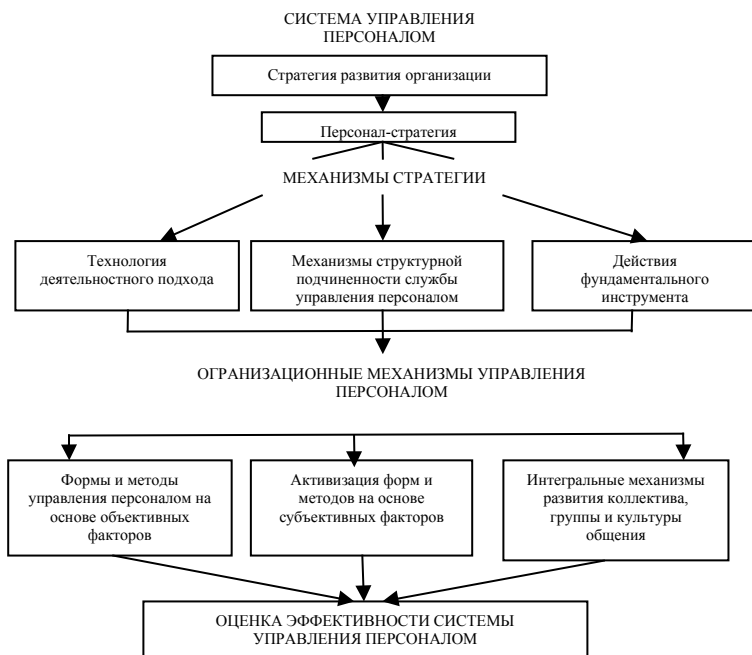 СИСТЕМА УПРАВЛЕНИЯ
ПЕРСОНАЛОМ
Стратегия развития организации
Персонал-стратегия
МЕХАНИЗМЫ СТРАТЕГИИ
Технология
деятельностного подхода
Механизмы структурной
подчиненности службы
управления персоналом
Действия
фундаментального
инструмента
ОГРАНИЗАЦИОННЫЕ МЕХАНИЗМЫ УПРАВЛЕНИЯ
ПЕРСОНАЛОМ
Формы и методы
управления персоналом на
основе объективных
факторов
Активизация форм и
методов на основе
субъективных факторов
Интегральные механизмы
развития коллектива,
группы и культуры
общения
ОЦЕНКА ЭФФЕКТИВНОСТИ СИСТЕМЫ
УПРАВЛЕНИЯ ПЕРСОНАЛОМ